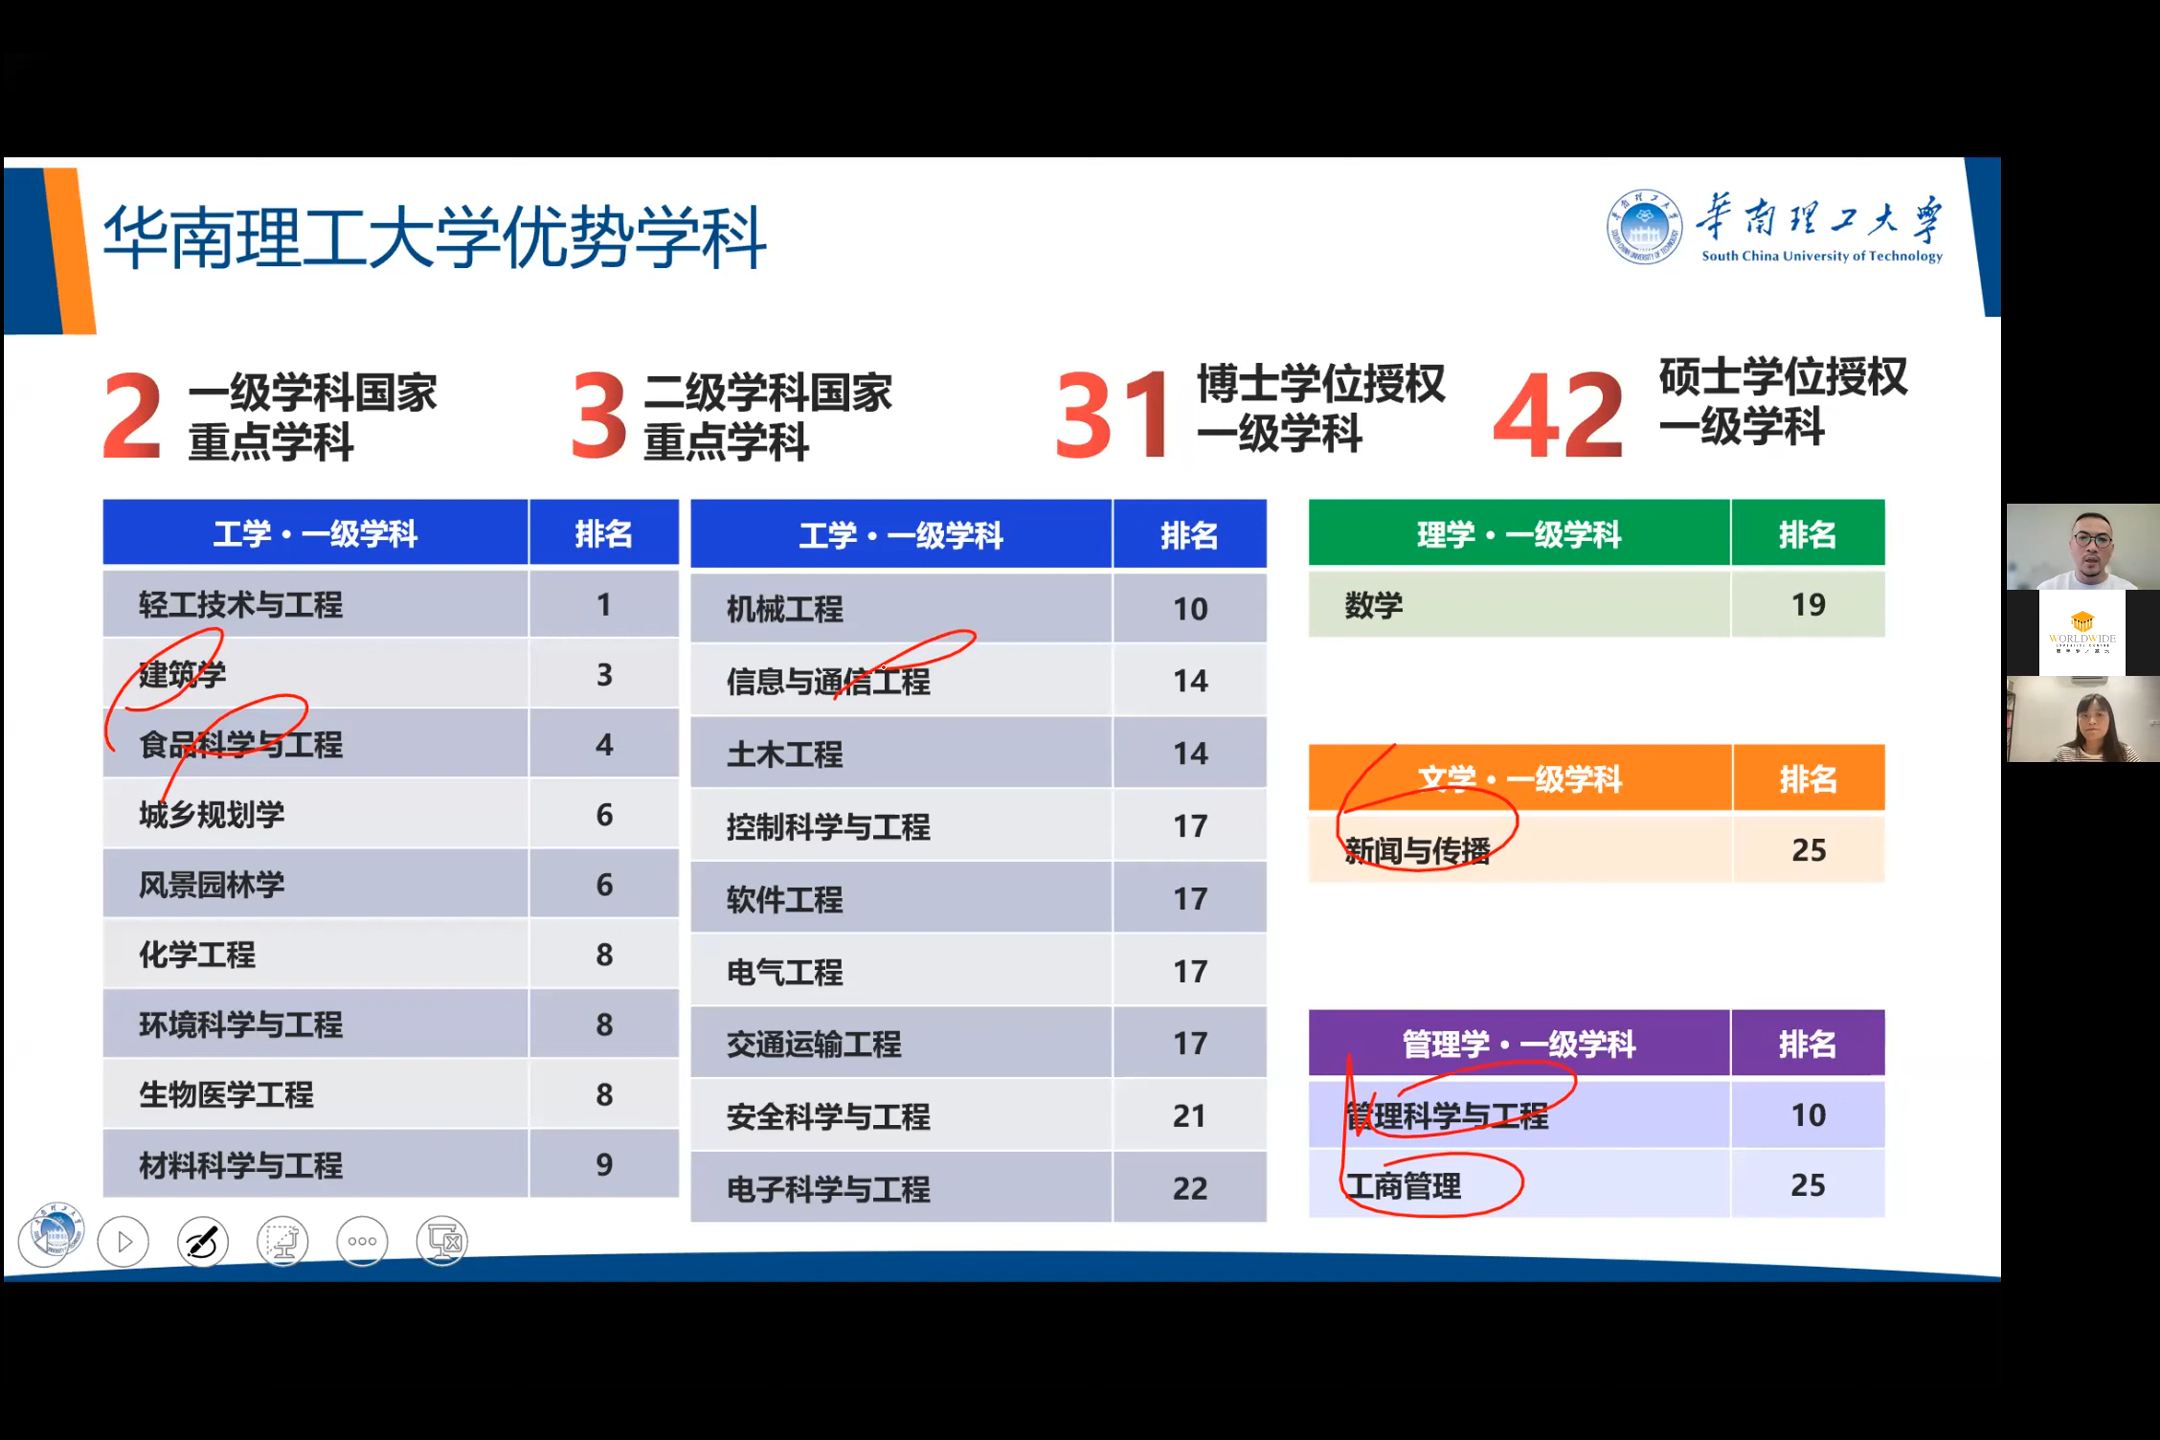 华南理工大学优势学科
華南理工大學
South China University of Technology
2 一级学科国家
重点学科
3 二级学科国家
重点学科
31 博士学位授权
一级学科
42 硕士学位授权
一级学科
工学·一级学科 排名
轻工技术与工程 1
建筑学 3
食品科学与工程 4
城乡规划学 6
风景园林学 6
化学工程 8
环境科学与工程 8
生物医学工程 8
材料科学与工程 9
工学·一级学科 排名
机械工程 10
信息与通信工程 14
土木工程 14
控制科学与工程 17
软件工程 17
电气工程 17
交通运输工程 17
安全科学与工程 21
电子科学与工程 22
理学·一级学科 排名
数学 19
文学·一级学科 排名
新闻与传播 25
管理学·一级学科 排名
管理科学与工程 10
工商管理 25
WORLDWIDE